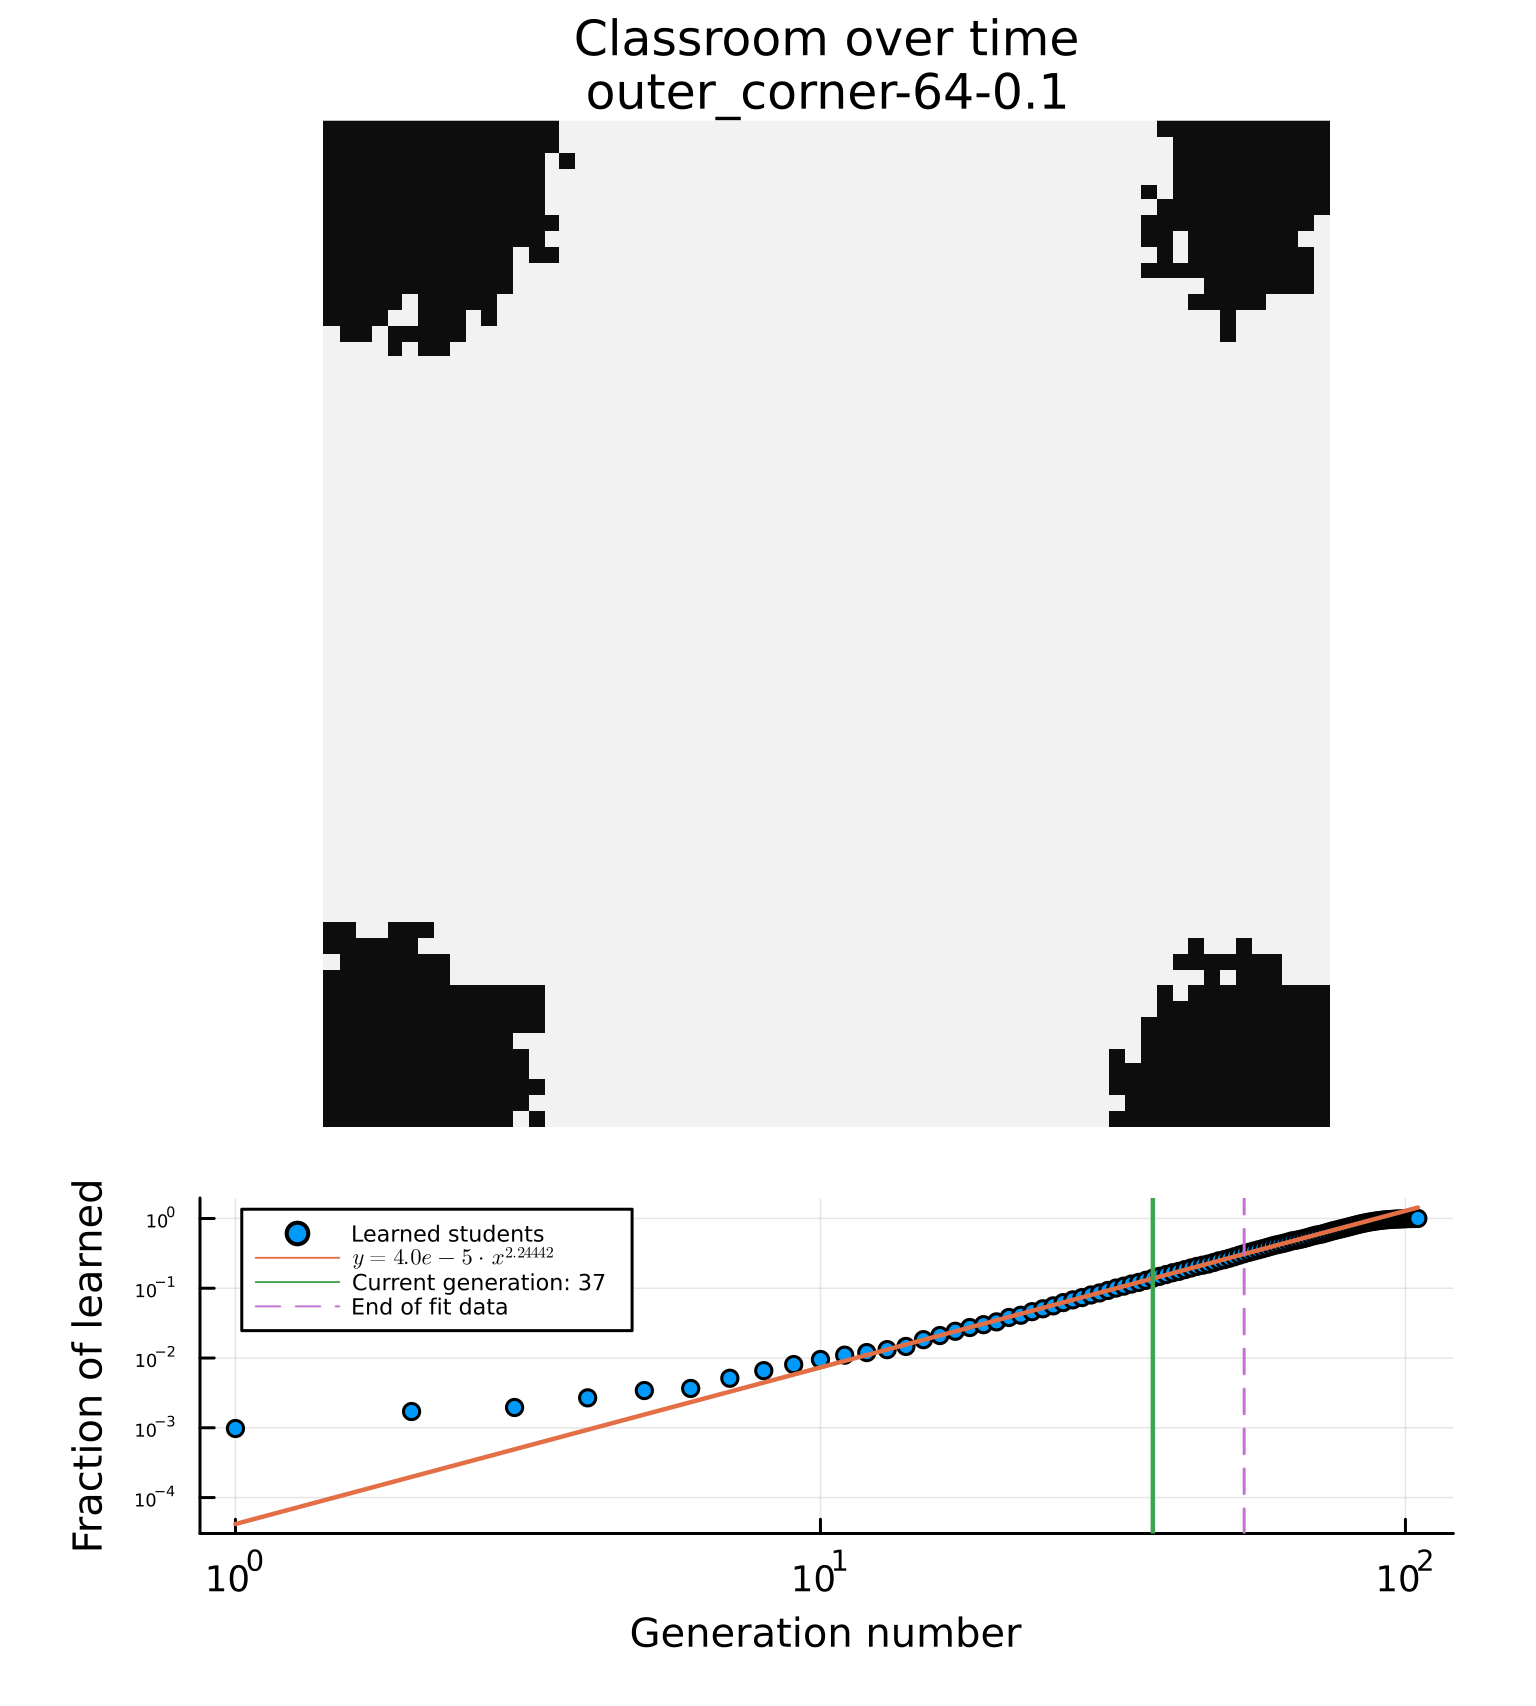 Classroom over time
outer_corner-64-0.1
Fraction of learned
10^0
10^-1
10^-2
10^-3
10^-4
Learned students
y = 4.0e − 5 · x^2.24442
Current generation: 37
End of fit data
10^0 10^1 10^2
Generation number